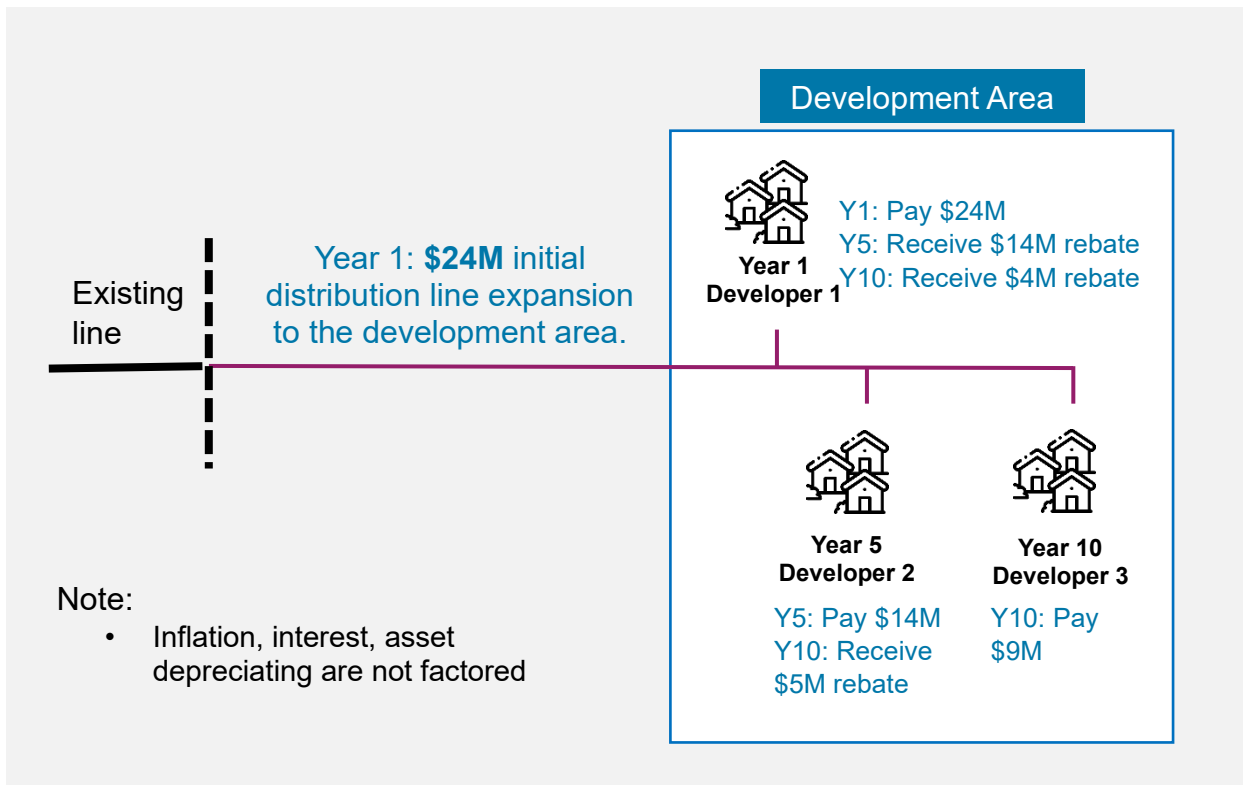 Development Area
Y1: Pay $24M
Y5: Receive $14M rebate
Y10: Receive $4M rebate
Year 1
Developer 1
Year 1: $24M initial
distribution line expansion
to the development area.
Existing
line
Year 5
Developer 2
Y5: Pay $14M
Y10: Receive
$5M rebate
Year 10
Developer 3
Y10: Pay
$9M
Note:
• Inflation, interest, asset
depreciating are not factored